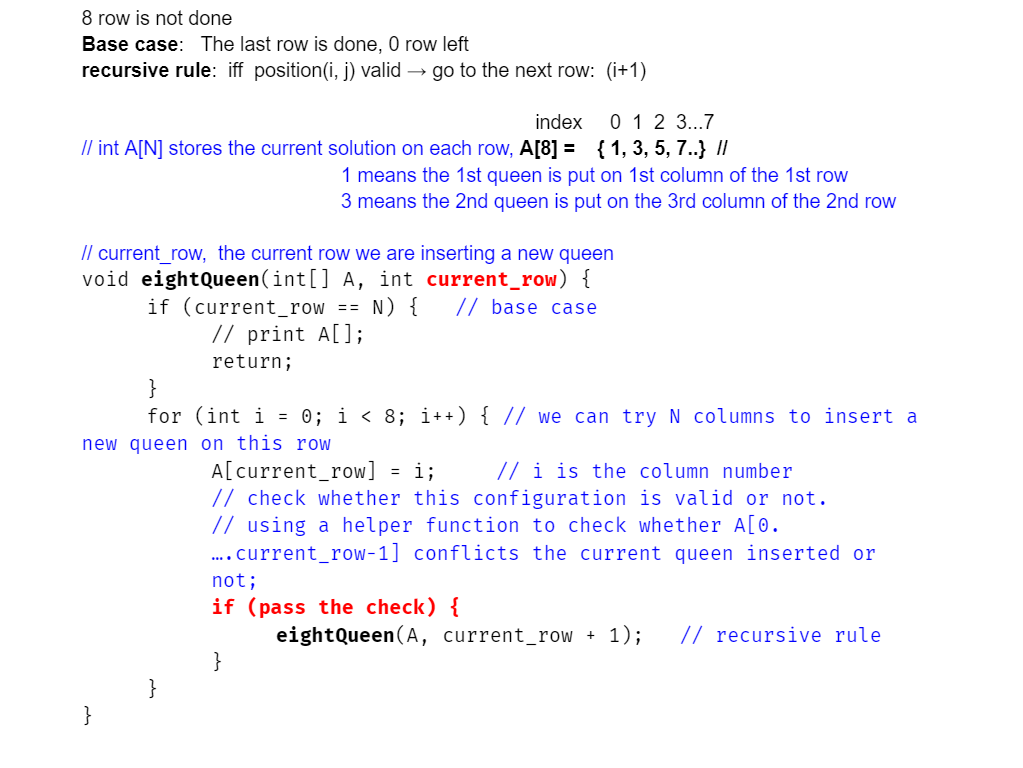 8 row is not done
Base case:   The last row is done, 0 row left
recursive rule:  iff  position(i, j) valid → go to the next row:  (i+1)
index     0  1  2  3...7
// int A[N] stores the current solution on each row, A[8] =    { 1, 3, 5, 7..}  //
1 means the 1st queen is put on 1st column of the 1st row
3 means the 2nd queen is put on the 3rd column of the 2nd row
// current_row,  the current row we are inserting a new queen
void eightQueen(int[] A, int current_row) {
if (current_row == N) {   // base case
// print A[];
return;
}
for (int i = 0; i < 8; i++) { // we can try N columns to insert a
new queen on this row
A[current_row] = i;     // i is the column number
// check whether this configuration is valid or not.
// using a helper function to check whether A[0.
….current_row-1] conflicts the current queen inserted or
not;
if (pass the check) {
eightQueen(A, current_row + 1);   // recursive rule
}
}
}